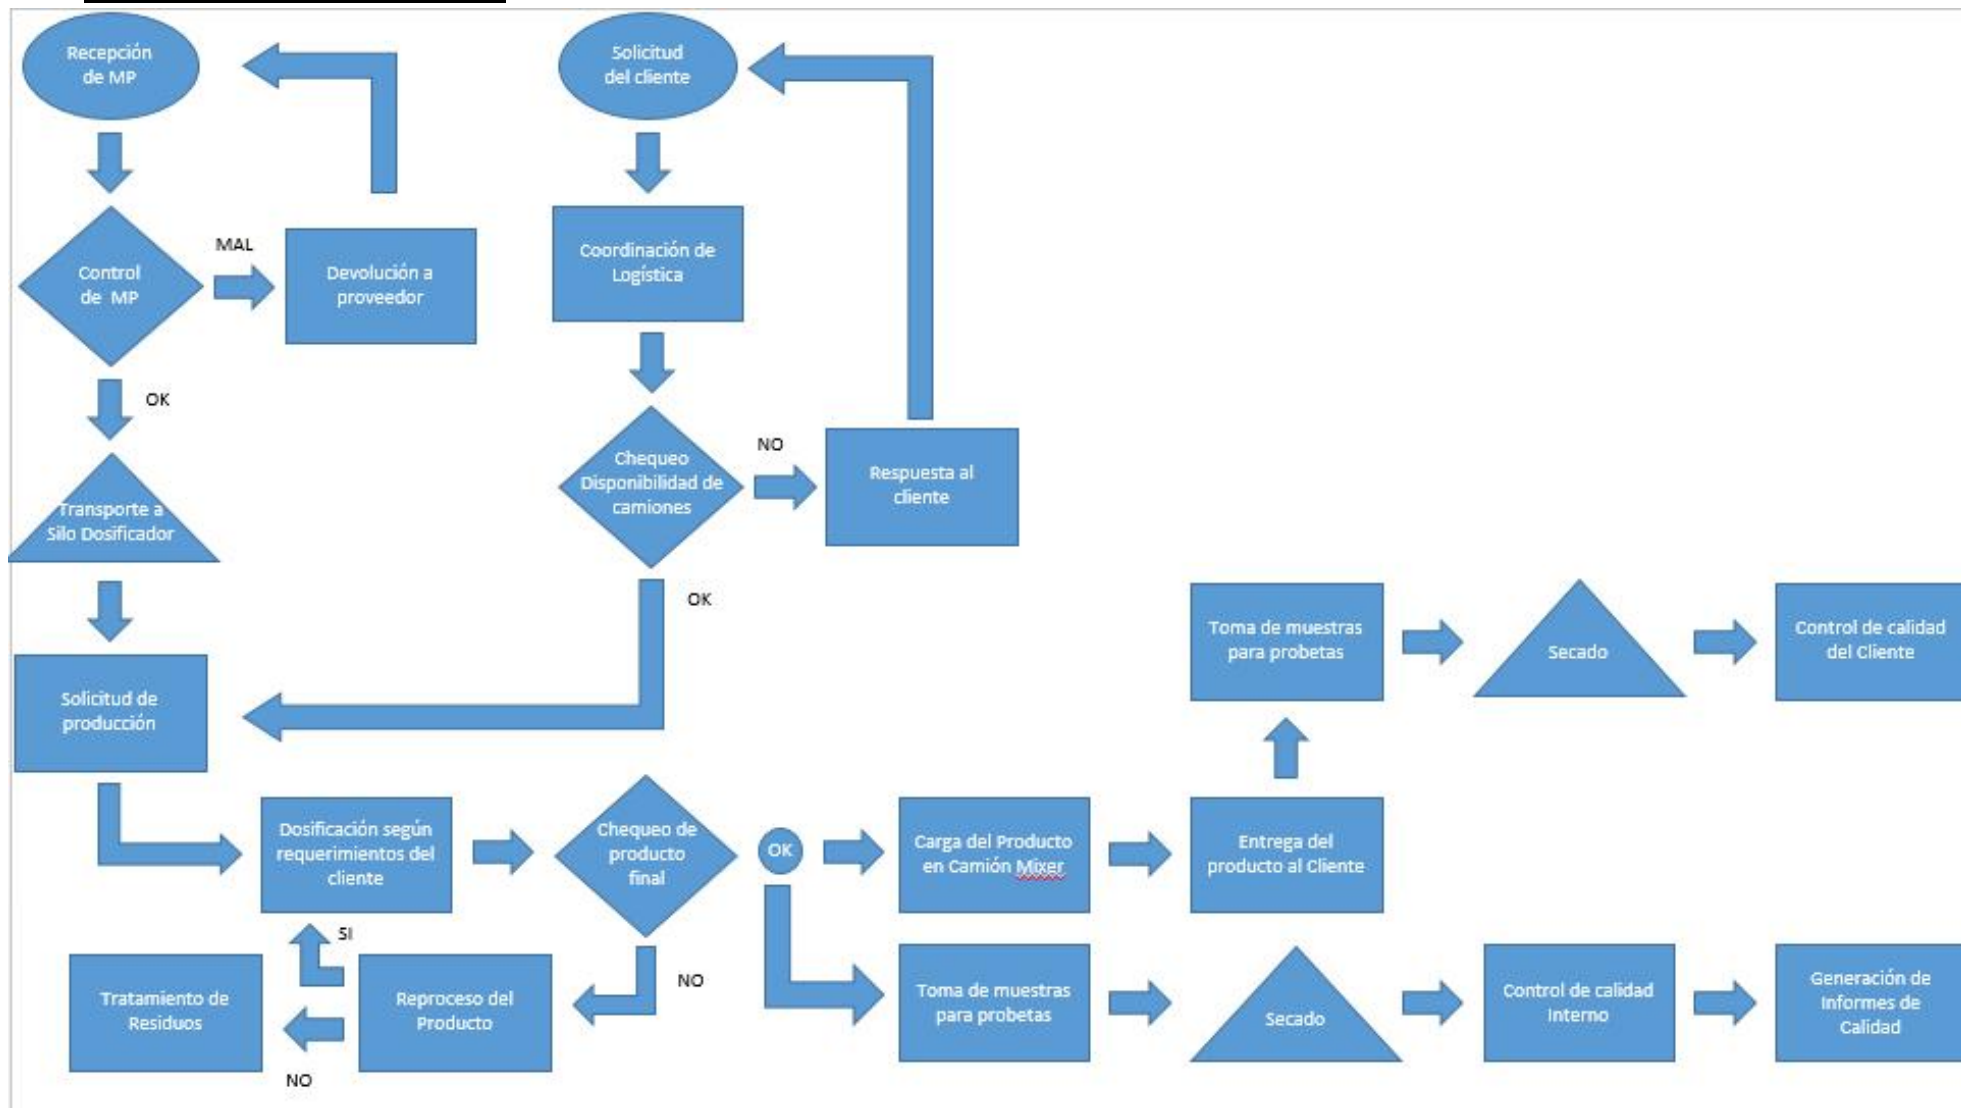 Recepción
de MP
Solicitud
del cliente
Control
de MP
MAL
Devolución a
proveedor
Coordinación de
Logística
OK
Transporte a
Silo Dosificador
Chequeo
Disponibilidad de
camiones
NO
Respuesta al
cliente
OK
Solicitud de
producción
Toma de muestras
para probetas
Secado
Control de calidad
del Cliente
Dosificación según
requerimientos del
cliente
Chequeo de
producto
final
OK
Carga del Producto
en Camión Mixer
Entrega del
producto al Cliente
SI
NO
Tratamiento de
Residuos
Reproceso del
Producto
NO
Toma de muestras
para probetas
Secado
Control de calidad
Interno
Generación de
Informes de
Calidad